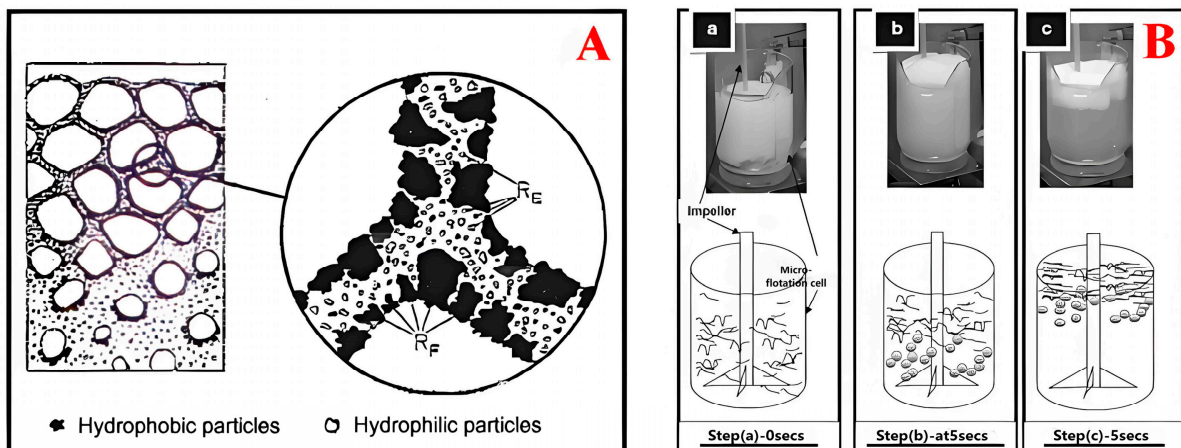 A
R_E
R_F
Hydrophobic particles
Hydrophilic particles
B
a
b
c
Impellor
Micro-
flotation cell
Step(a)-0secs
Step(b)-at5secs
Step(c)-5secs